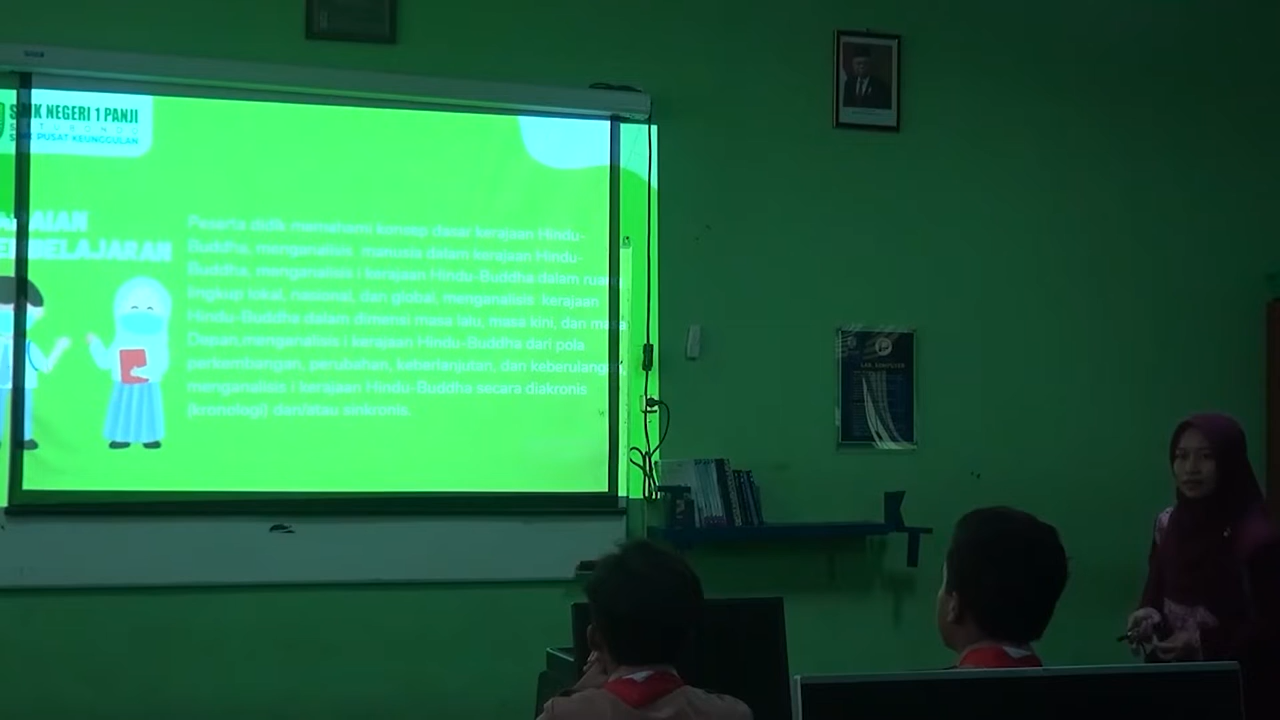 SMK NEGERI 1 PANJI
SITUBONDO
SMK PUSAT KEUNGGULAN
Peserta didik memahami konsep dasar kerajaan Hindu-
Buddha, menganalisis manusia dalam kerajaan Hindu-
Buddha, menganalisis i kerajaan Hindu-Buddha dalam ruang
lingkup lokal, nasional, dan global, menganalisis kerajaan
Hindu-Buddha dalam dimensi masa lalu, masa kini, dan masa
Depan,menganalisis i kerajaan Hindu-Buddha dari pola
perkembangan, perubahan, keberlanjutan, dan keberulangan,
menganalisis i kerajaan Hindu-Buddha secara diakronis
(kronologi) dan/atau sinkronis.
LAB. KOMPUTER